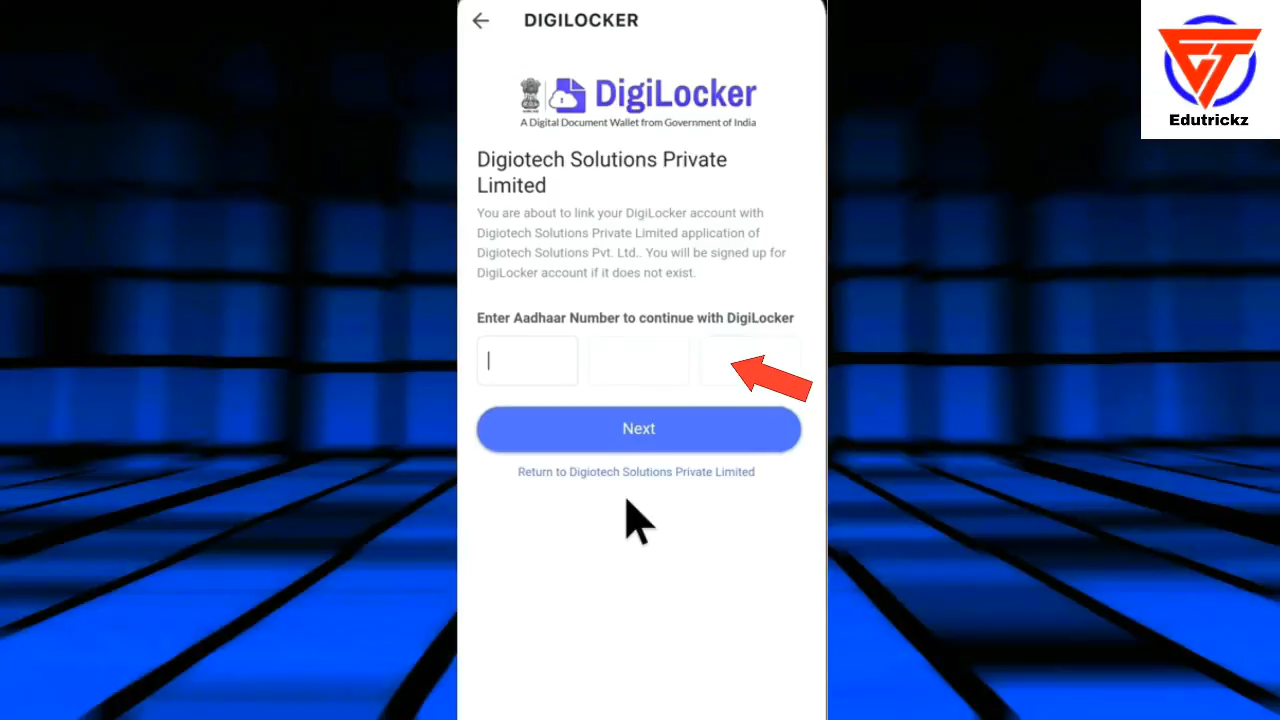 DIGILOCKER
DigiLocker
A Digital Document Wallet from Government of India
Digiotech Solutions Private
Limited
You are about to link your DigiLocker account with
Digiotech Solutions Private Limited application of
Digiotech Solutions Pvt. Ltd.. You will be signed up for
DigiLocker account if it does not exist.
Enter Aadhaar Number to continue with DigiLocker
Next
Return to Digiotech Solutions Private Limited
ET
Edutrickz